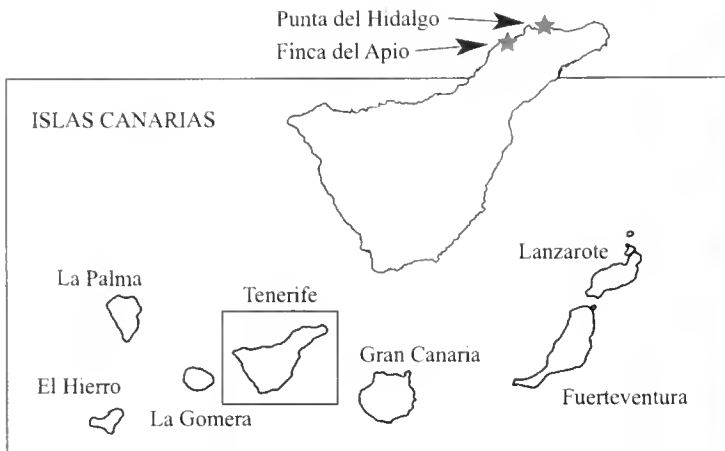 Punta del Hidalgo
Finca del Apio
ISLAS CANARIAS
Lanzarote
La Palma
Tenerife
Gran Canaria
El Hierro
Fuerteventura
La Gomera